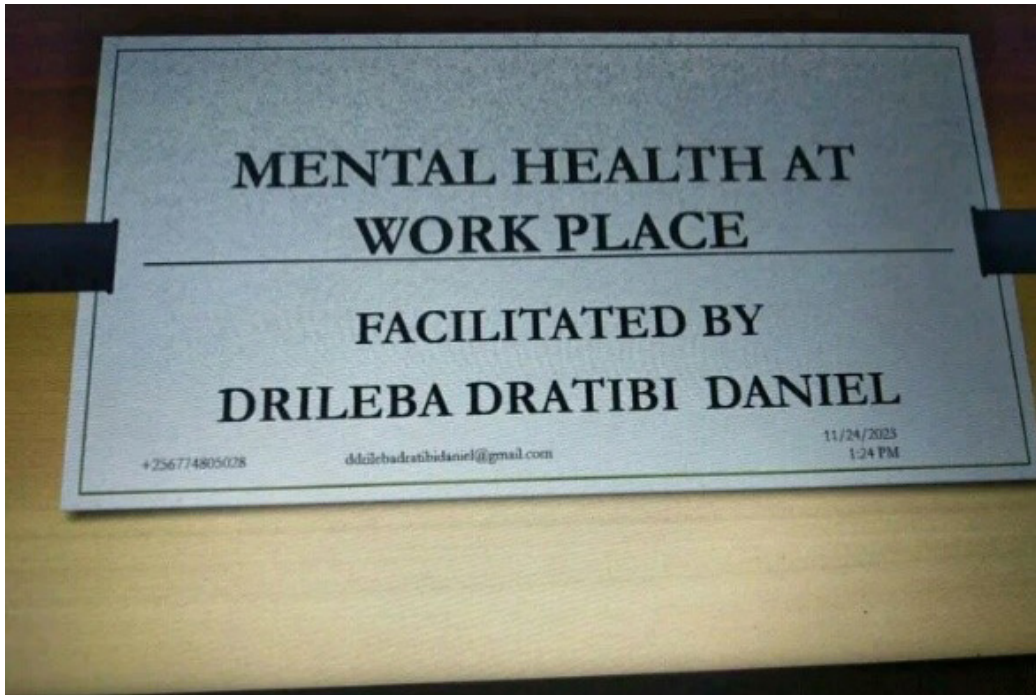 MENTAL HEALTH AT
WORK PLACE
FACILITATED BY
DRILEBA DRATIBI DANIEL
+256774805028
ddrilebadratibidaniel@gmail.com
11/24/2023
1:24 PM